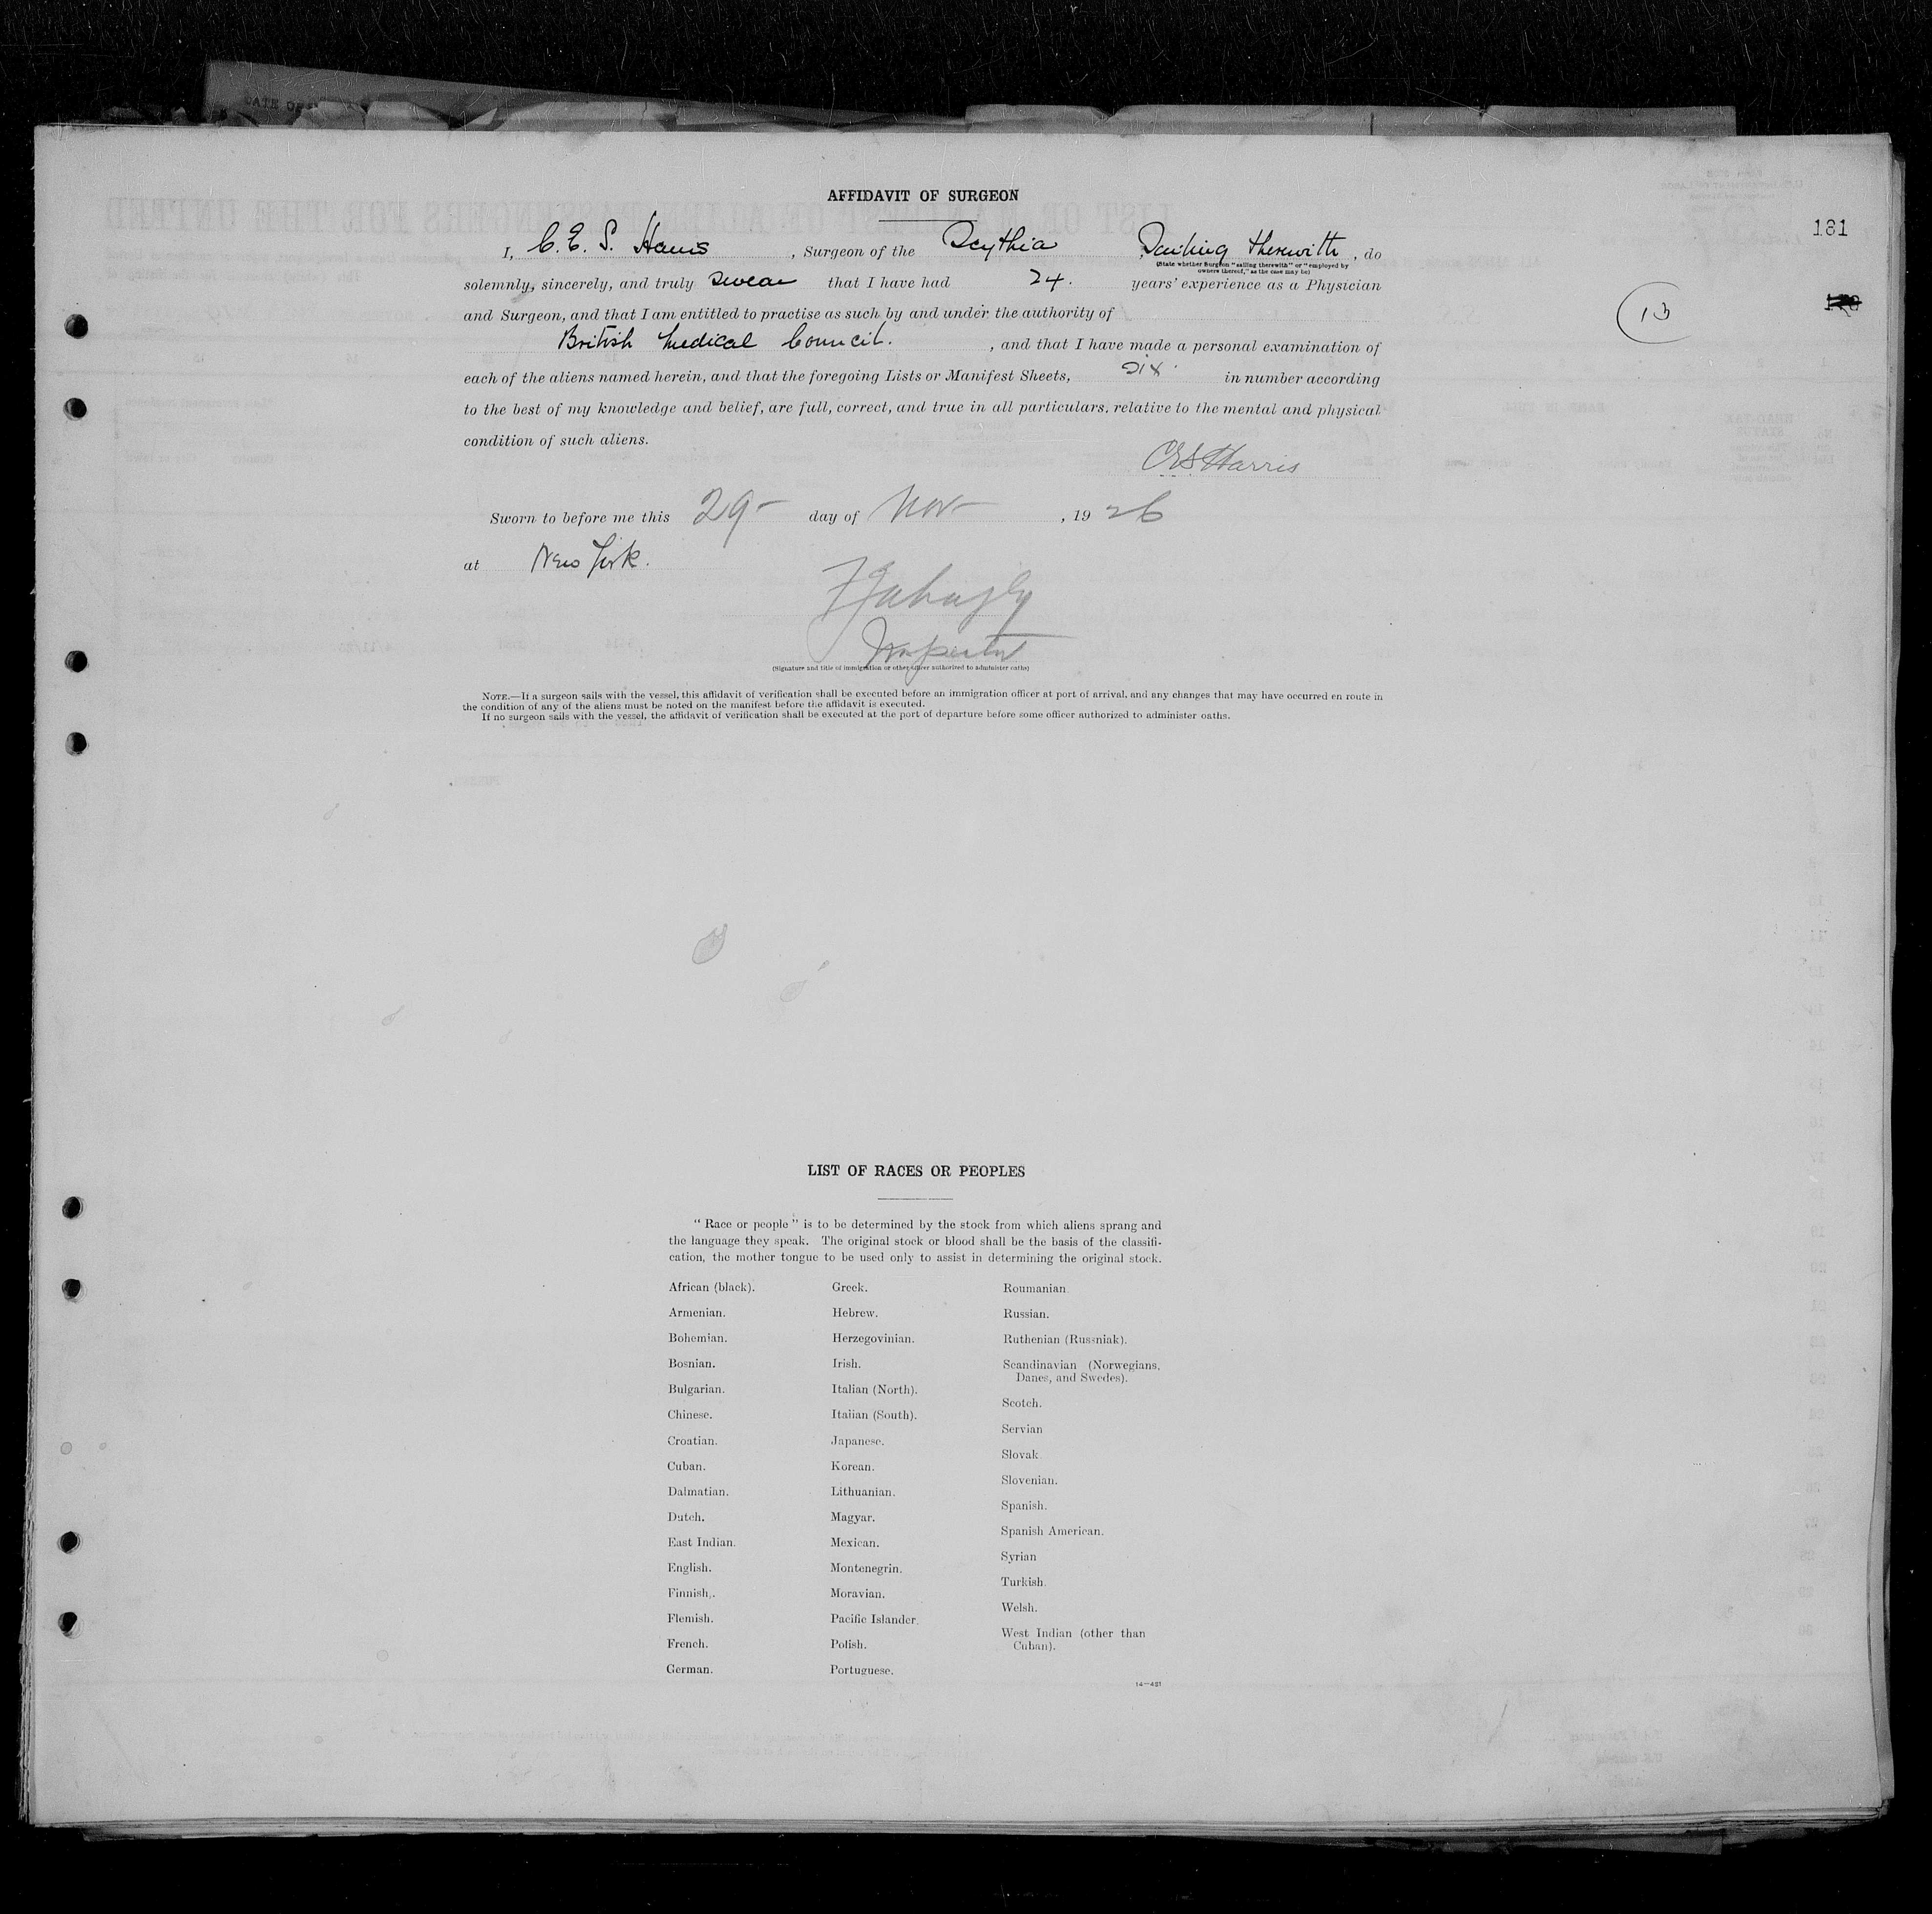 AFFIDAVIT OF SURGEON
181
I, C. E. S. Harris, Surgeon of the Scythia, Sailing therewith, do
(State whether Surgeon "sailing therewith" or "employed by
owners thereof," as the case may be)
solemnly, sincerely, and truly swear that I have had 24. years' experience as a Physician
and Surgeon, and that I am entitled to practise as such by and under the authority of
13
British Medical Council., and that I have made a personal examination of
each of the aliens named herein, and that the foregoing Lists or Manifest Sheets, six in number according
to the best of my knowledge and belief, are full, correct, and true in all particulars, relative to the mental and physical
condition of such aliens.
CES Harris
Sworn to before me this 29- day of Nov-, 1926
at New York.
Inspector
(Signature and title of immigration or other officer authorized to administer oaths)
NOTE.—If a surgeon sails with the vessel, this affidavit of verification shall be executed before an immigration officer at port of arrival, and any changes that may have occurred en route in
the condition of any of the aliens must be noted on the manifest before the affidavit is executed.
If no surgeon sails with the vessel, the affidavit of verification shall be executed at the port of departure before some officer authorized to administer oaths.
LIST OF RACES OR PEOPLES
"Race or people" is to be determined by the stock from which aliens sprang and
the language they speak. The original stock or blood shall be the basis of the classifi-
cation, the mother tongue to be used only to assist in determining the original stock.
African (black).
Armenian.
Bohemian.
Bosnian.
Bulgarian.
Chinese.
Croatian.
Cuban.
Dalmatian.
Dutch.
East Indian.
English.
Finnish.
Flemish.
French.
German.
Greek.
Hebrew.
Herzegovinian.
Irish.
Italian (North).
Italian (South).
Japanese.
Korean.
Lithuanian.
Magyar.
Mexican.
Montenegrin.
Moravian.
Pacific Islander.
Polish.
Portuguese.
Roumanian.
Russian.
Ruthenian (Russniak).
Scandinavian (Norwegians,
Danes, and Swedes).
Scotch.
Servian
Slovak.
Slovenian.
Spanish.
Spanish American.
Syrian
Turkish.
Welsh.
West Indian (other than
Cuban).
14—451